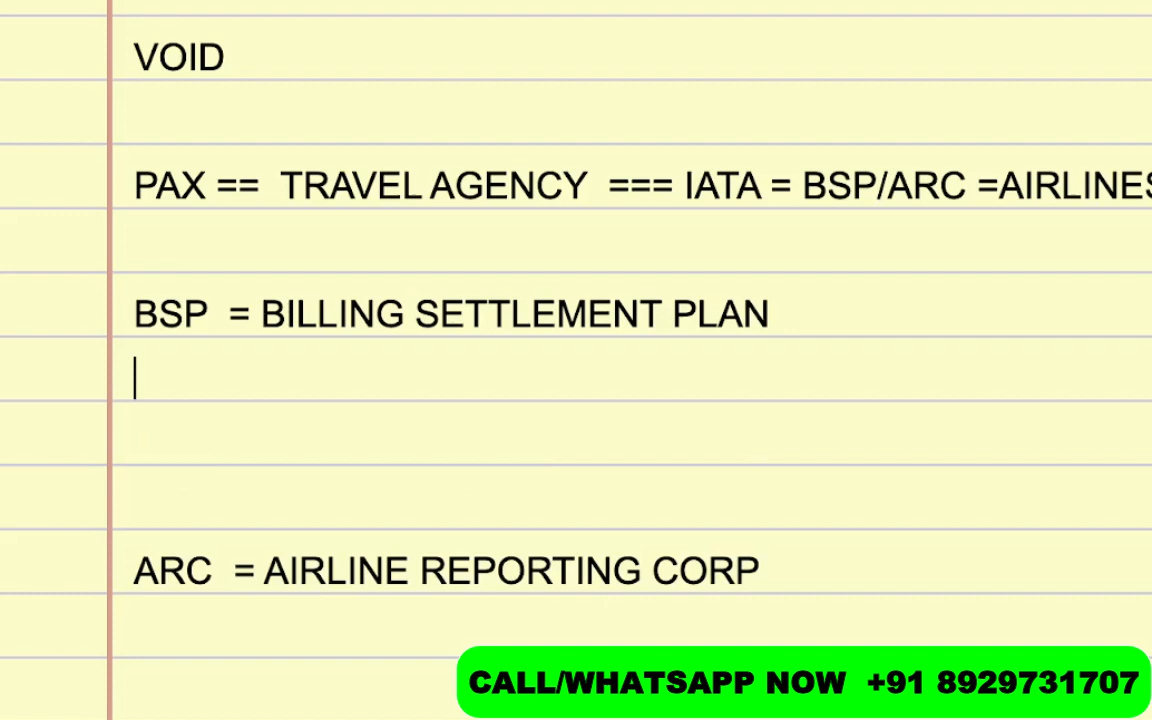 VOID
PAX == TRAVEL AGENCY === IATA = BSP/ARC =AIRLINES
BSP = BILLING SETTLEMENT PLAN
ARC = AIRLINE REPORTING CORP
CALL/WHATSAPP NOW +91 8929731707